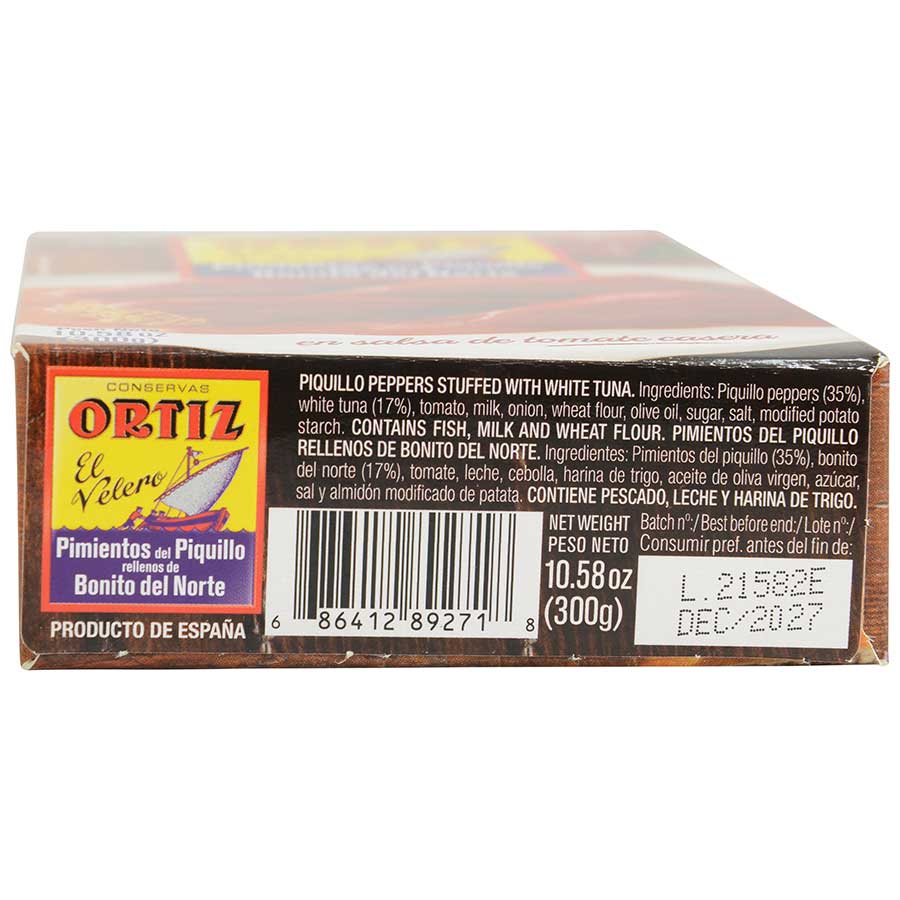 Peso Neto
10.58 oz
(400g)
en salsa de tomate casera
CONSERVAS
ORTIZ
El
Velero
Pimientos del Piquillo
rellenos de
Bonito del Norte
PRODUCTO DE ESPAÑA
PIQUILLO PEPPERS STUFFED WITH WHITE TUNA. Ingredients: Piquillo peppers (35%),
white tuna (17%), tomato, milk, onion, wheat flour, olive oil, sugar, salt, modified potato
starch. CONTAINS FISH, MILK AND WHEAT FLOUR. PIMIENTOS DEL PIQUILLO
RELLENOS DE BONITO DEL NORTE. Ingredientes: Pimientos del piquillo (35%), bonito
del norte (17%), tomate, leche, cebolla, harina de trigo, aceite de oliva virgen, azúcar,
sal y almidón modificado de patata. CONTIENE PESCADO, LECHE Y HARINA DE TRIGO.
6 86412 89271 8
NET WEIGHT
PESO NETO
10.58 oz
(300g)
Batch nº:/ Best before end:/ Lote nº:/
Consumir pref. antes del fin de:
L.21582E
DEC/2027